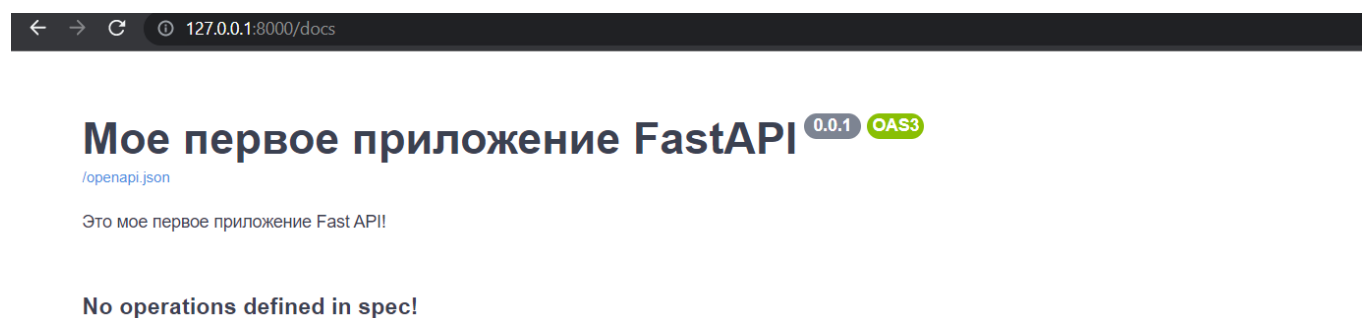 127.0.0.1:8000/docs
Мое первое приложение FastAPI 0.0.1 OAS3
/openapi.json
Это мое первое приложение Fast API!
No operations defined in spec!